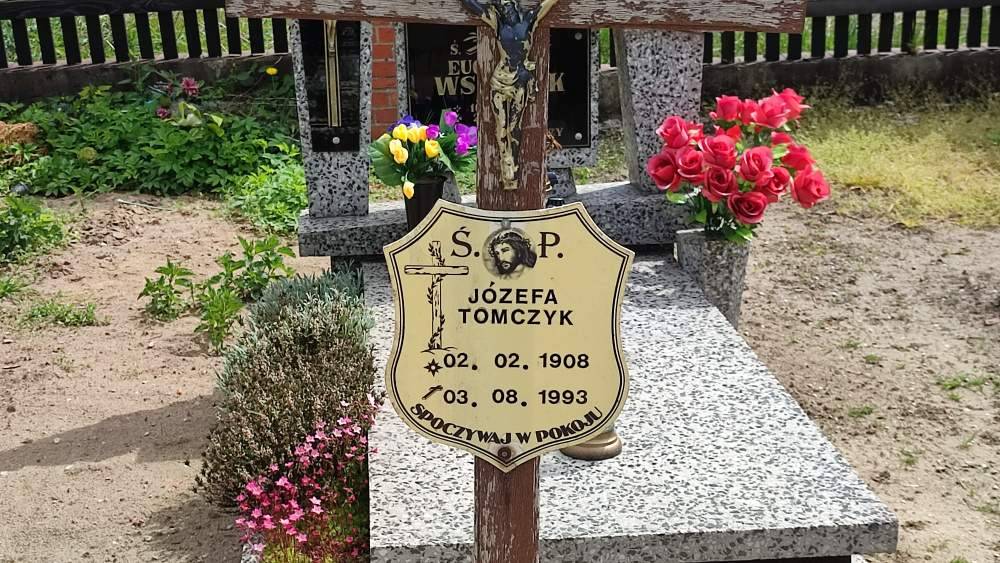 Ś. P.
JÓZEFA
TOMCZYK
02. 02. 1908
03. 08. 1993
SPOCZYWAJ W POKOJU
Ś.